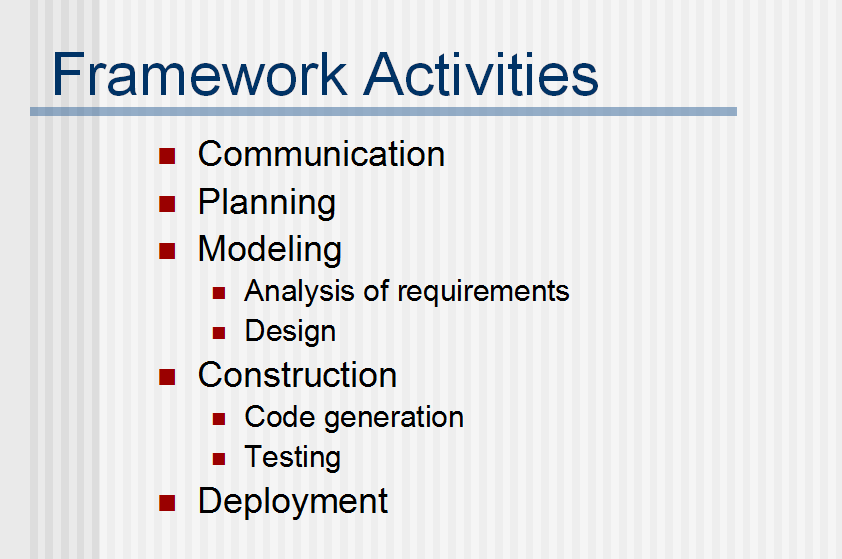 Framework Activities
Communication
Planning
Modeling
Analysis of requirements
Design
Construction
Code generation
Testing
Deployment